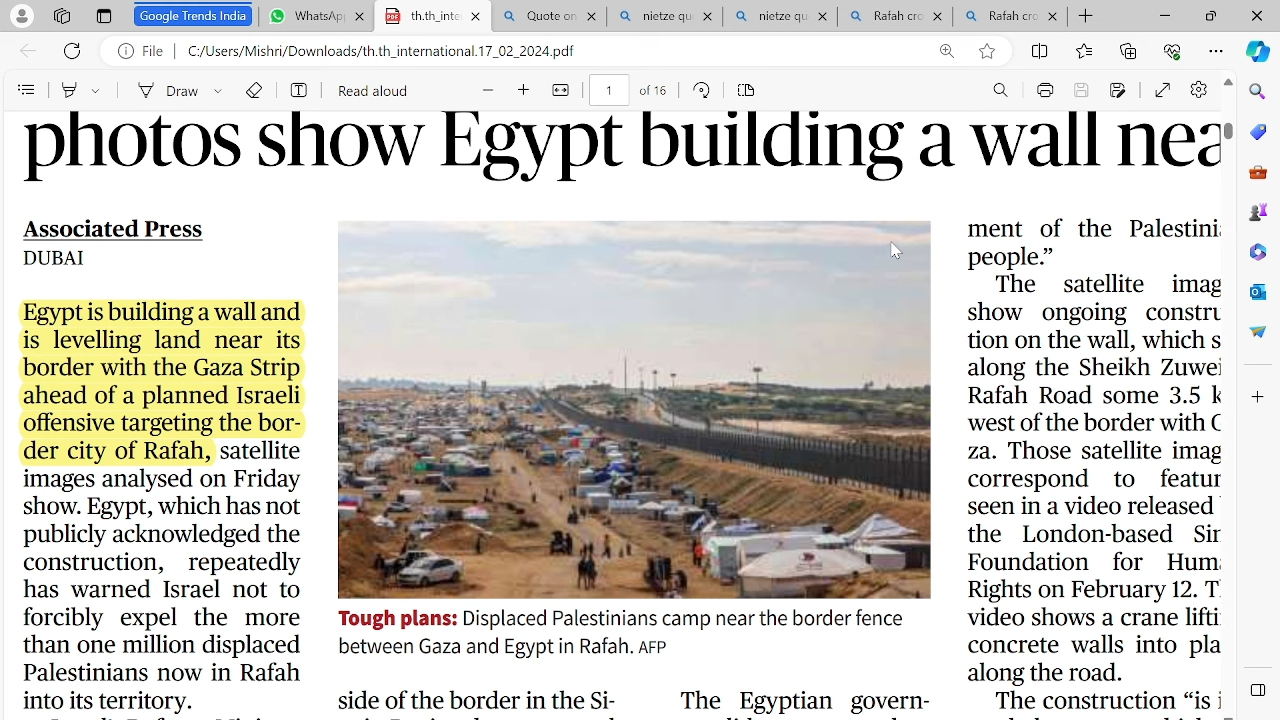 Google Trends India
WhatsApp
th.th_inte
Quote on
nietze qu
nietze qu
Rafah cro
Rafah cro
File
C:/Users/Mishri/Downloads/th.th_international.17_02_2024.pdf
Draw
Read aloud
1
of 16
photos show Egypt building a wall nea
Associated Press
DUBAI
Egypt is building a wall and
is levelling land near its
border with the Gaza Strip
ahead of a planned Israeli
offensive targeting the bor-
der city of Rafah, satellite
images analysed on Friday
show. Egypt, which has not
publicly acknowledged the
construction, repeatedly
has warned Israel not to
forcibly expel the more
than one million displaced
Palestinians now in Rafah
into its territory.
Tough plans: Displaced Palestinians camp near the border fence
between Gaza and Egypt in Rafah. AFP
side of the border in the Si-
The Egyptian govern-
ment of the Palestinia
people.”
The satellite imag
show ongoing constru
tion on the wall, which s
along the Sheikh Zuwei
Rafah Road some 3.5 k
west of the border with G
za. Those satellite imag
correspond to featur
seen in a video released
the London-based Sin
Foundation for Huma
Rights on February 12. T
video shows a crane lifti
concrete walls into pla
along the road.
The construction “is i